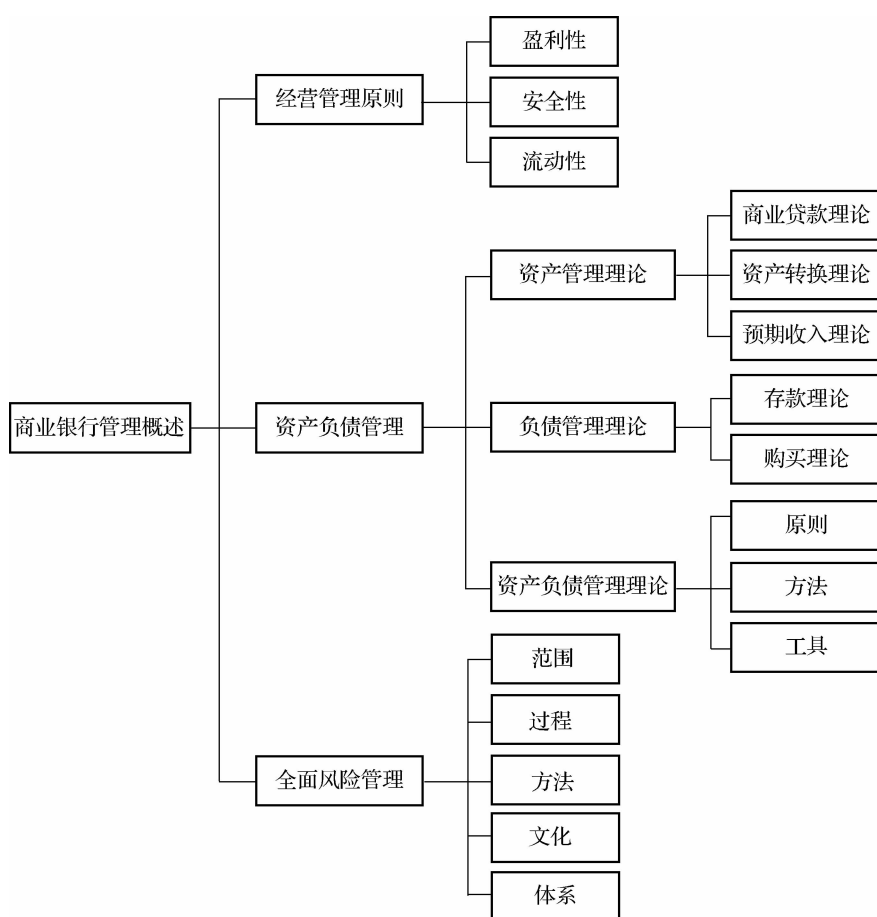 商业银行管理概述
经营管理原则
盈利性
安全性
流动性
资产负债管理
资产管理理论
商业贷款理论
资产转换理论
预期收入理论
负债管理理论
存款理论
购买理论
资产负债管理理论
原则
方法
工具
全面风险管理
范围
过程
方法
文化
体系